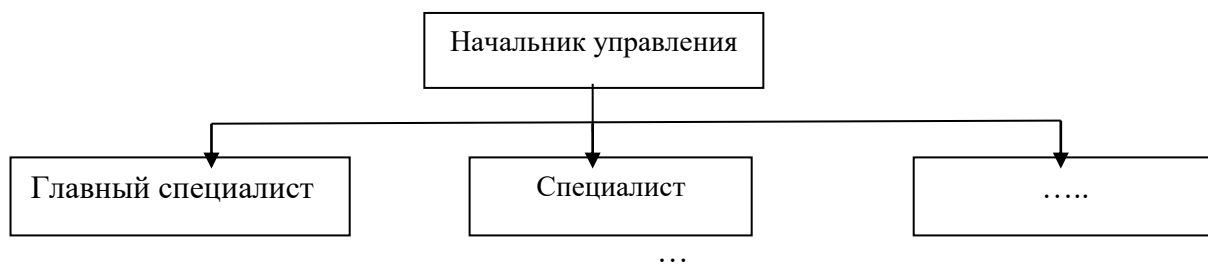 Начальник управления
Главный специалист
Специалист
…..
…